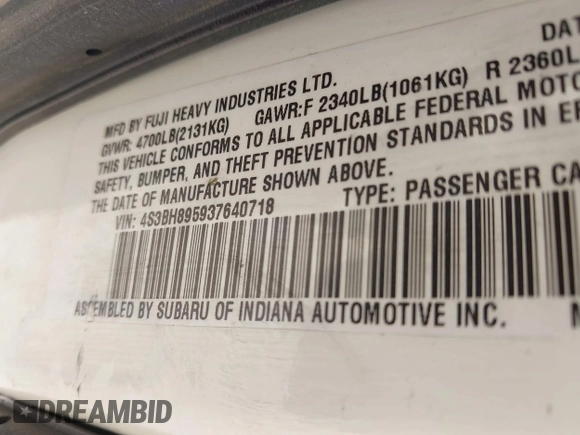 DAT
MFD BY FUJI HEAVY INDUSTRIES LTD.
GVWR: 4700LB(2131KG) GAWR:F 2340LB(1061KG) R 2360L
THIS VEHICLE CONFORMS TO ALL APPLICABLE FEDERAL MOTO
SAFETY, BUMPER, AND THEFT PREVENTION STANDARDS IN E
THE DATE OF MANUFACTURE SHOWN ABOVE.
VIN: 4S3BH895937640718 TYPE: PASSENGER CA
ASSEMBLED BY SUBARU OF INDIANA AUTOMOTIVE INC.
DREAMBID